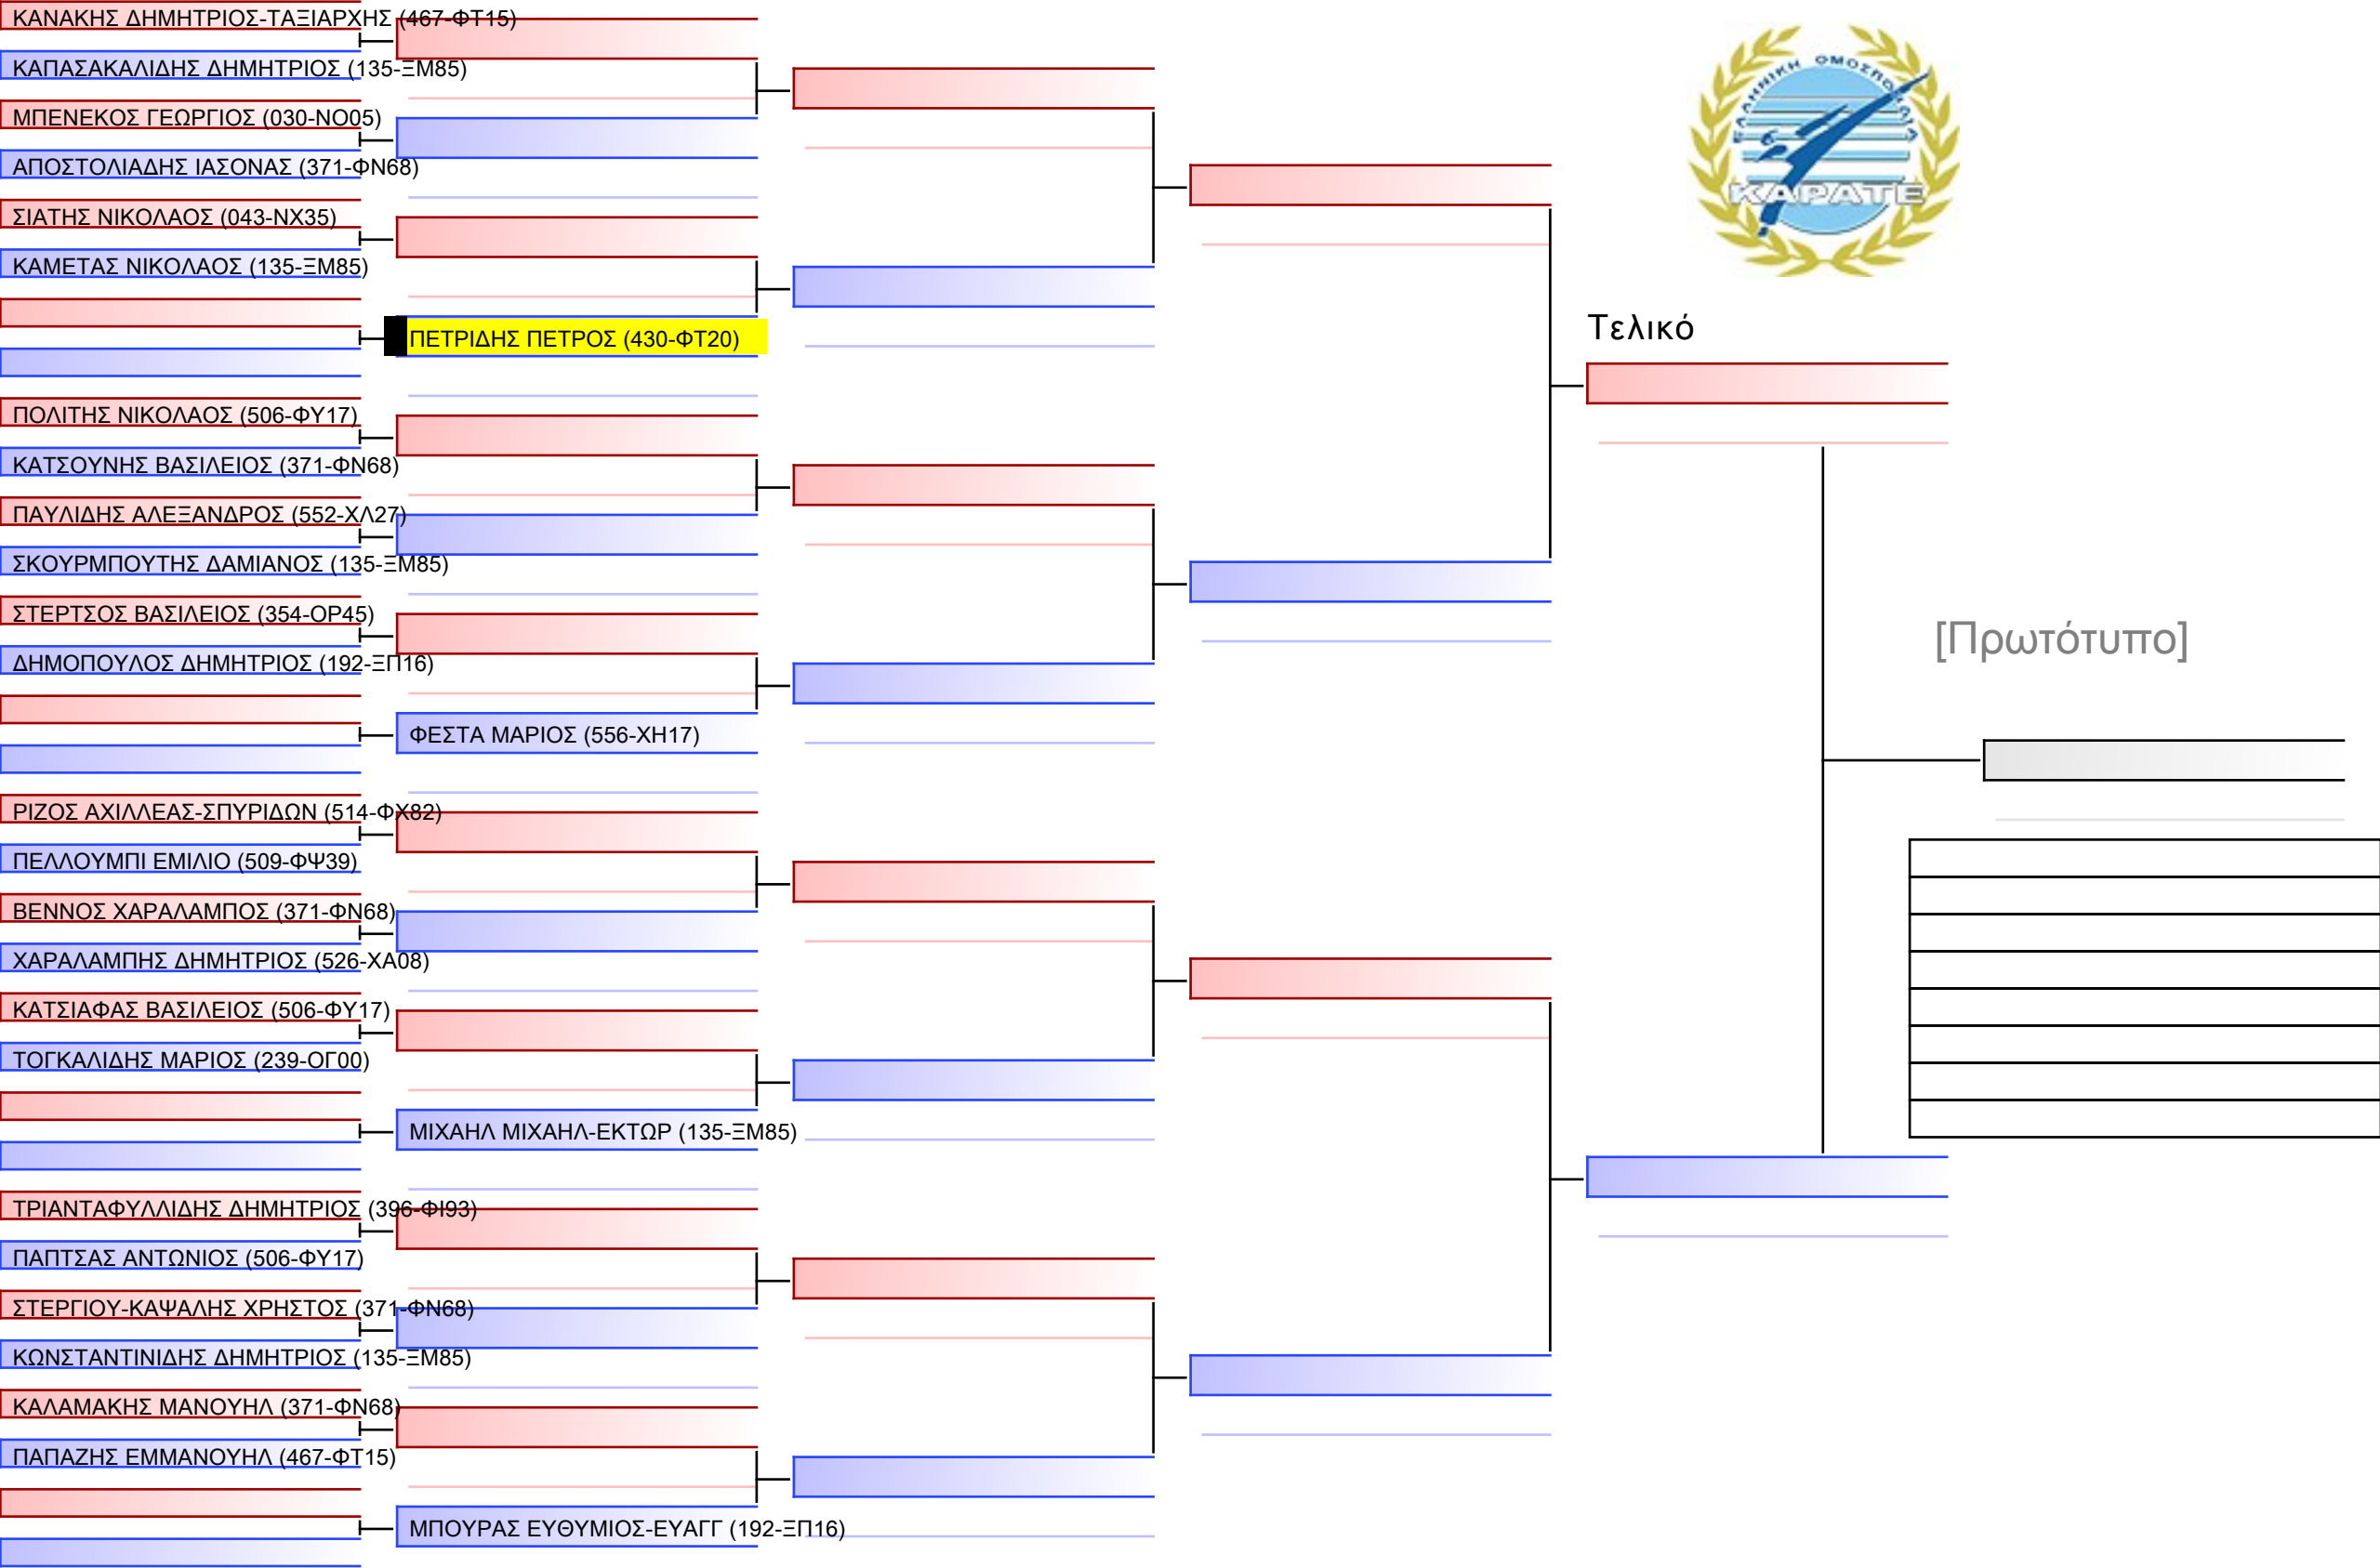 ΚΑΝΑΚΗΣ ΔΗΜΗΤΡΙΟΣ-ΤΑΞΙΑΡΧΗΣ (467-ΦΤ15)
ΚΑΠΑΣΑΚΑΛΙΔΗΣ ΔΗΜΗΤΡΙΟΣ (135-ΞΜ85)
ΜΠΕΝΕΚΟΣ ΓΕΩΡΓΙΟΣ (030-ΝΟ05)
ΑΠΟΣΤΟΛΙΑΔΗΣ ΙΑΣΟΝΑΣ (371-ΦΝ68)
ΣΙΑΤΗΣ ΝΙΚΟΛΑΟΣ (043-ΝΧ35)
ΚΑΜΕΤΑΣ ΝΙΚΟΛΑΟΣ (135-ΞΜ85)
ΠΕΤΡΙΔΗΣ ΠΕΤΡΟΣ (430-ΦΤ20)
ΠΟΛΙΤΗΣ ΝΙΚΟΛΑΟΣ (506-ΦΥ17)
ΚΑΤΣΟΥΝΗΣ ΒΑΣΙΛΕΙΟΣ (371-ΦΝ68)
ΠΑΥΛΙΔΗΣ ΑΛΕΞΑΝΔΡΟΣ (552-ΧΛ27)
ΣΚΟΥΡΜΠΟΥΤΗΣ ΔΑΜΙΑΝΟΣ (135-ΞΜ85)
ΣΤΕΡΤΣΟΣ ΒΑΣΙΛΕΙΟΣ (354-ΟΡ45)
ΔΗΜΟΠΟΥΛΟΣ ΔΗΜΗΤΡΙΟΣ (192-ΞΠ16)
ΦΕΣΤΑ ΜΑΡΙΟΣ (556-ΧΗ17)
ΡΙΖΟΣ ΑΧΙΛΛΕΑΣ-ΣΠΥΡΙΔΩΝ (514-ΦΧ82)
ΠΕΛΛΟΥΜΠΙ ΕΜΙΛΙΟ (509-ΦΨ39)
ΒΕΝΝΟΣ ΧΑΡΑΛΑΜΠΟΣ (371-ΦΝ68)
ΧΑΡΑΛΑΜΠΗΣ ΔΗΜΗΤΡΙΟΣ (526-ΧΑ08)
ΚΑΤΣΙΑΦΑΣ ΒΑΣΙΛΕΙΟΣ (506-ΦΥ17)
ΤΟΓΚΑΛΙΔΗΣ ΜΑΡΙΟΣ (239-ΟΓ00)
ΜΙΧΑΗΛ ΜΙΧΑΗΛ-ΕΚΤΩΡ (135-ΞΜ85)
ΤΡΙΑΝΤΑΦΥΛΛΙΔΗΣ ΔΗΜΗΤΡΙΟΣ (396-ΦΙ93)
ΠΑΠΤΣΑΣ ΑΝΤΩΝΙΟΣ (506-ΦΥ17)
ΣΤΕΡΓΙΟΥ-ΚΑΨΑΛΗΣ ΧΡΗΣΤΟΣ (371-ΦΝ68)
ΚΩΝΣΤΑΝΤΙΝΙΔΗΣ ΔΗΜΗΤΡΙΟΣ (135-ΞΜ85)
ΚΑΛΑΜΑΚΗΣ ΜΑΝΟΥΗΛ (371-ΦΝ68)
ΠΑΠΑΖΗΣ ΕΜΜΑΝΟΥΗΛ (467-ΦΤ15)
ΜΠΟΥΡΑΣ ΕΥΘΥΜΙΟΣ-ΕΥΑΓΓ (192-ΞΠ16)
ΕΛΛΗΝΙΚΗ ΟΜΟΣΠΟΝΔΙΑ
ΚΑΡΑΤΕ
Τελικό
[Πρωτότυπο]